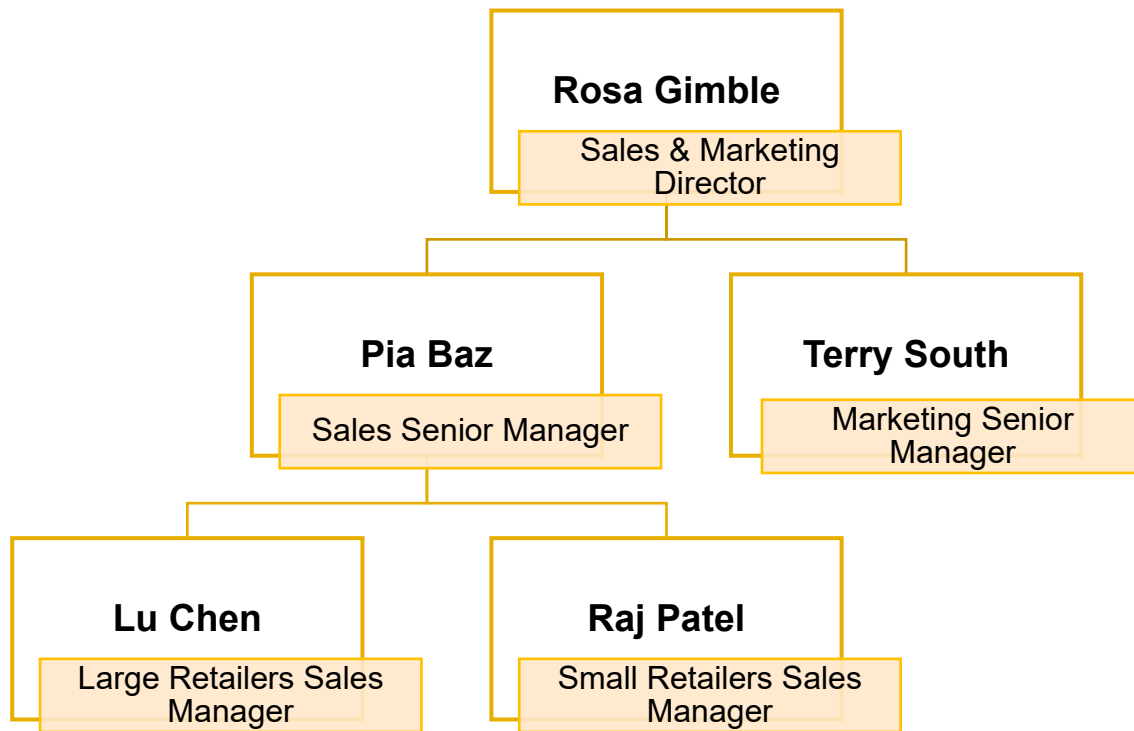 Rosa Gimble
Sales & Marketing
Director
Pia Baz
Sales Senior Manager
Terry South
Marketing Senior
Manager
Lu Chen
Large Retailers Sales
Manager
Raj Patel
Small Retailers Sales
Manager